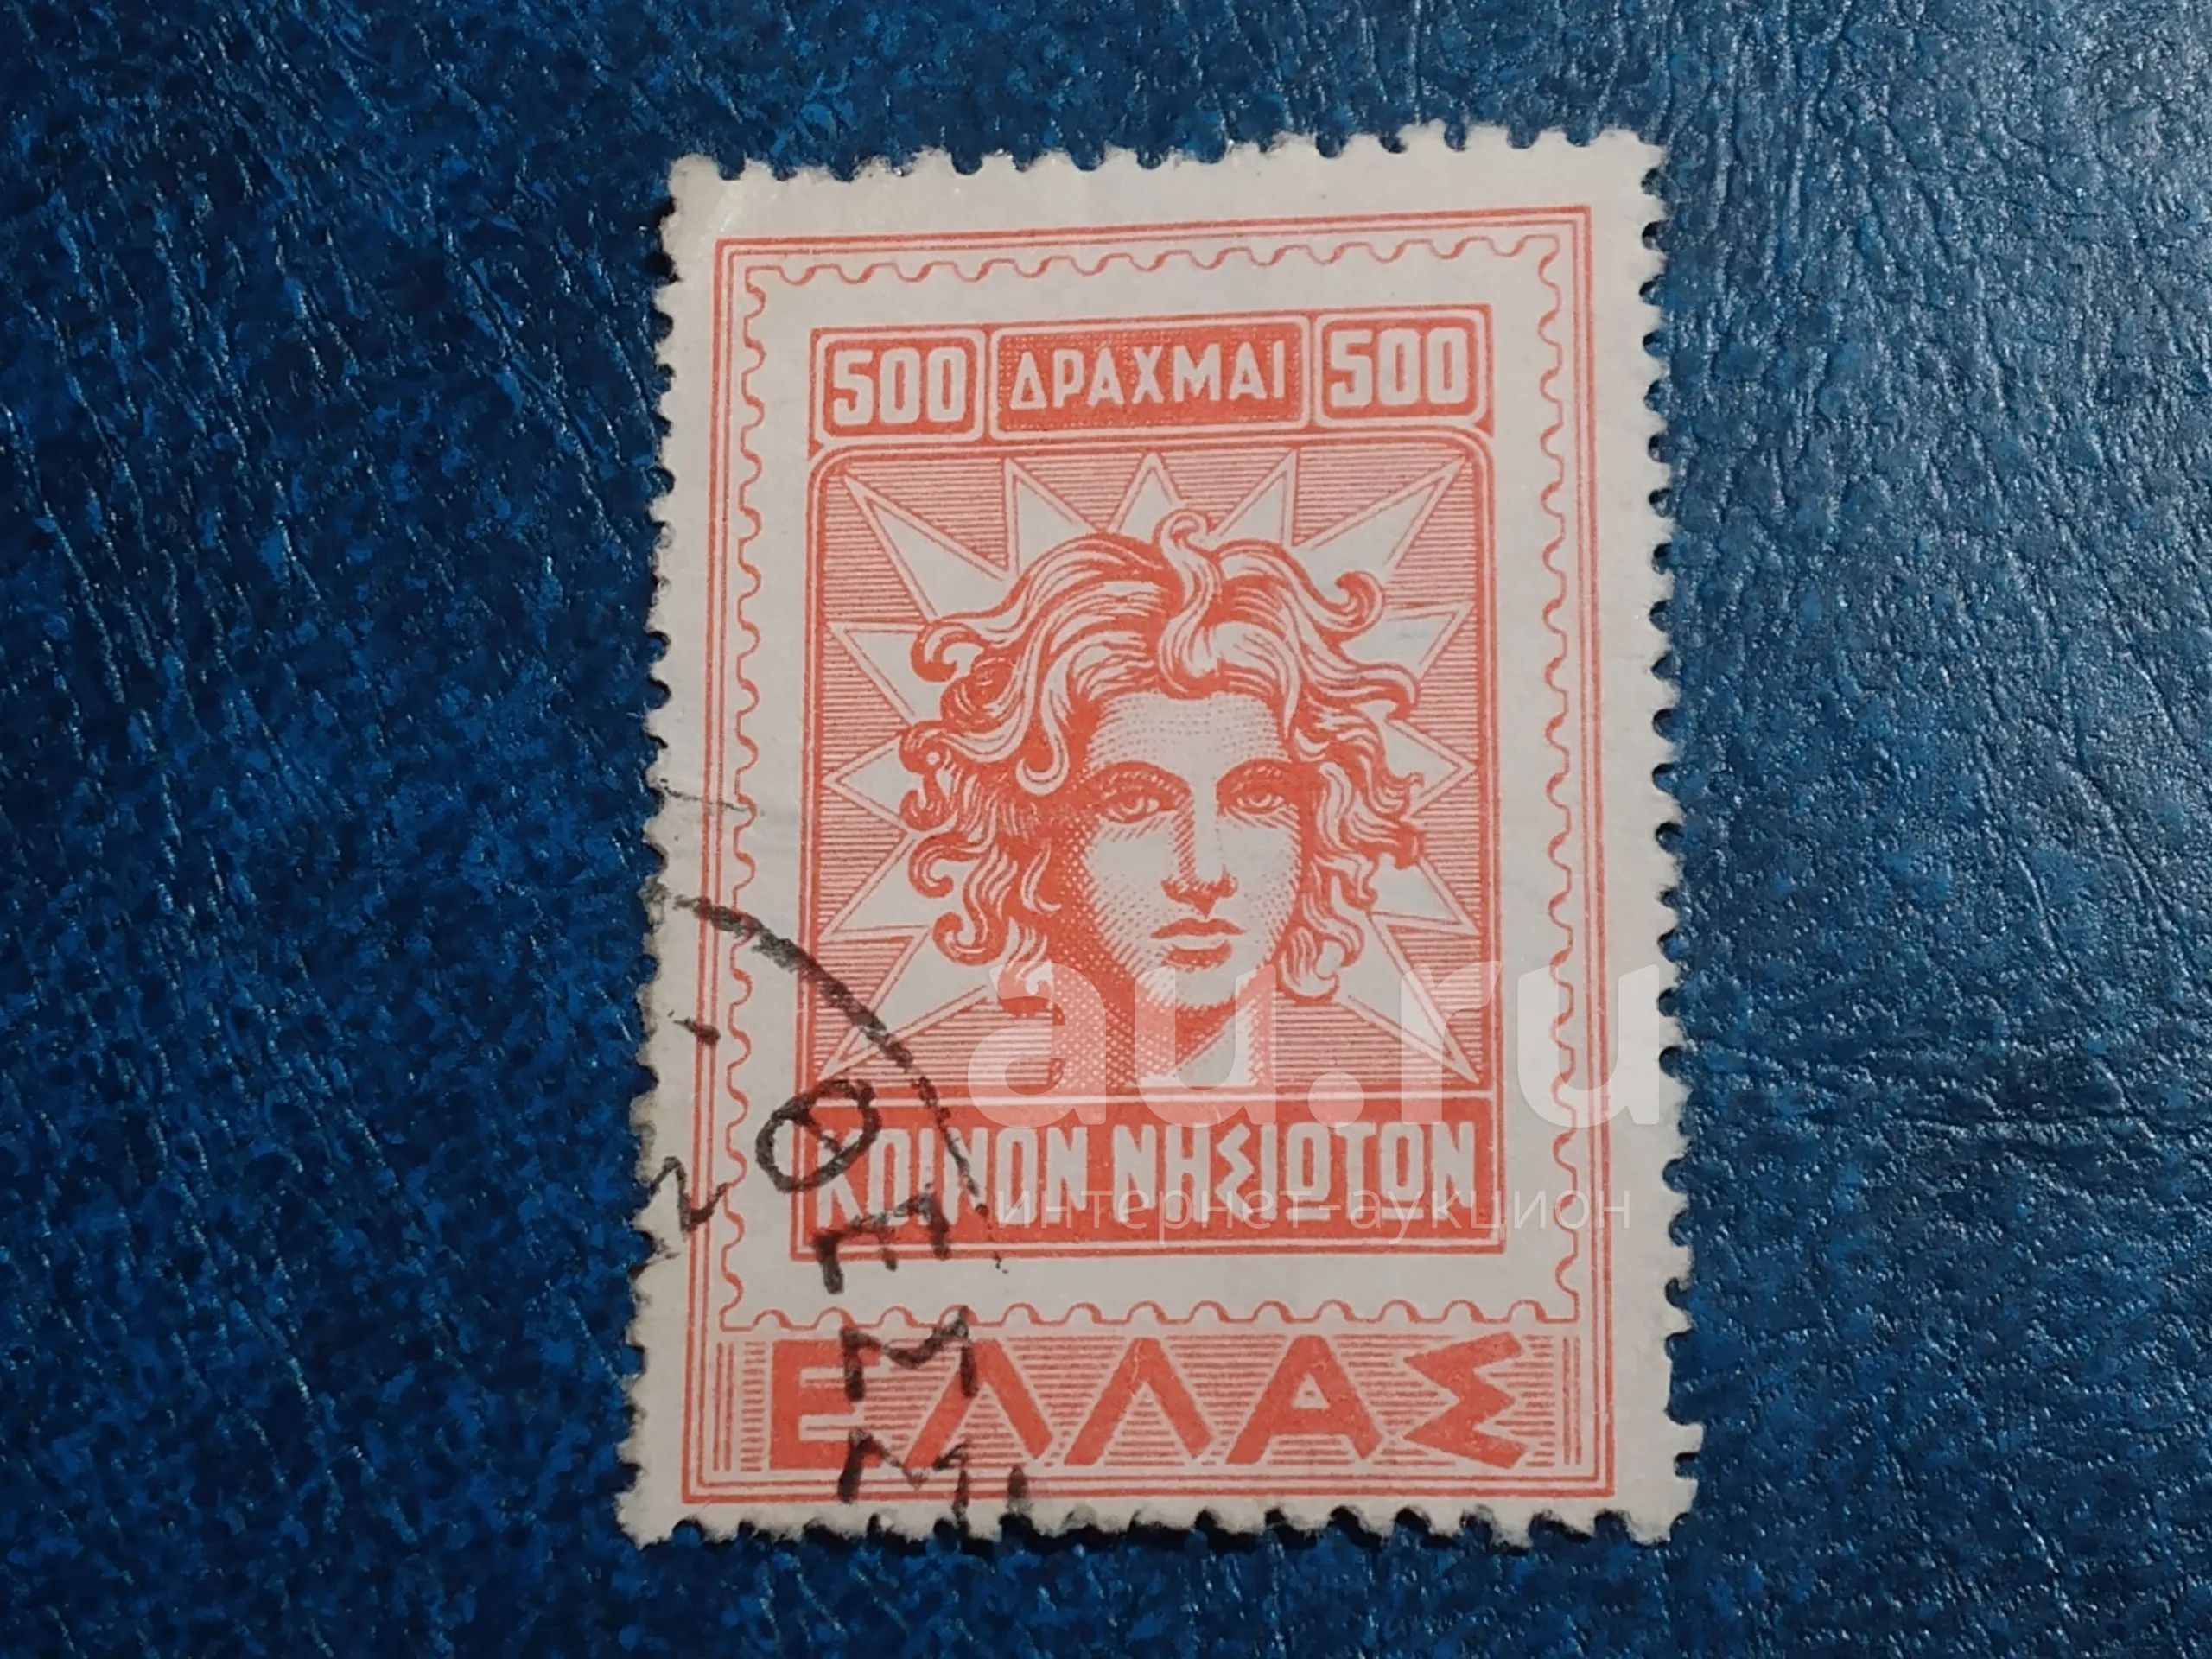 500 ΔΡΑΧΜΑΙ 500
au.ru
ΚΟΙΝΟΝ ΝΗΣΙΩΤΩΝ
интернет-аукцион
ΕΛΛΑΣ